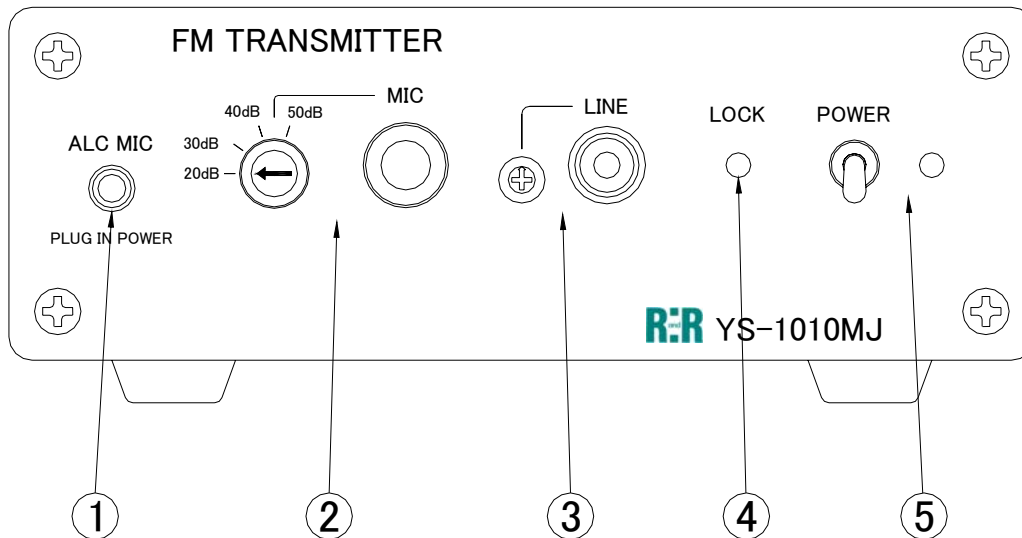 FM TRANSMITTER
MIC
40dB 50dB
30dB
20dB
ALC MIC
PLUG IN POWER
LINE
LOCK
POWER
R and R YS-1010MJ
1 2 3 4 5